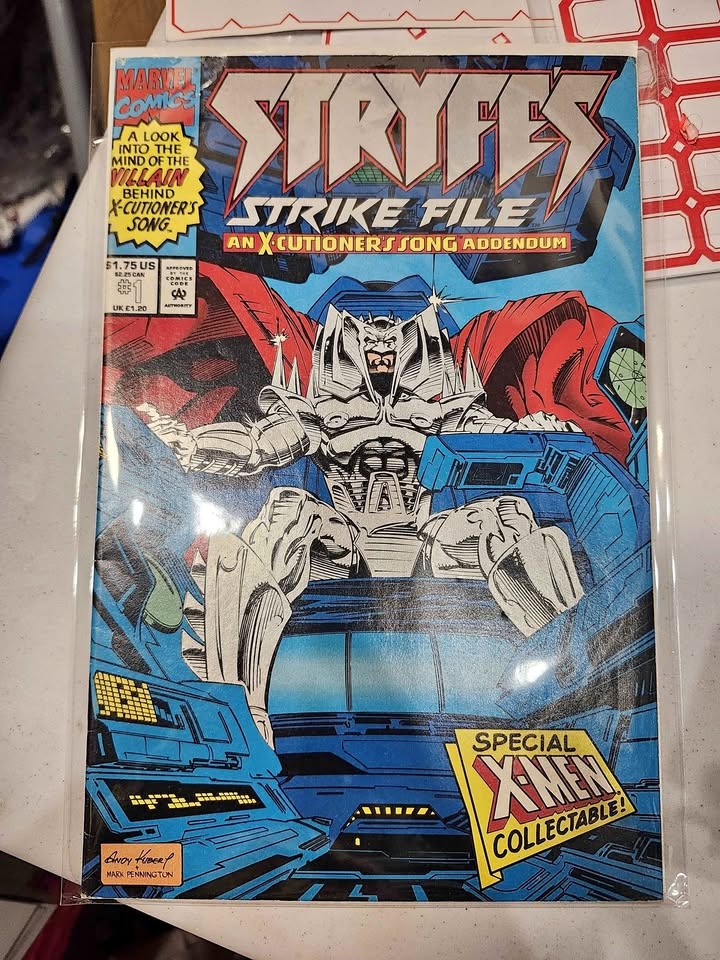 MARVEL
COMICS
A LOOK
INTO THE
MIND OF THE
VILLAIN
BEHIND
X-CUTIONER'S
SONG™
STRYFE'S
STRIKE FILE
AN X-CUTIONER'S SONG ADDENDUM
$1.75 US
$2.25 CAN
#1
UK £1.20
APPROVED
BY THE
COMICS
CODE
CA
AUTHORITY
SPECIAL
X-MEN
COLLECTABLE!
ANDY KUBERT
+
MARK PENNINGTON